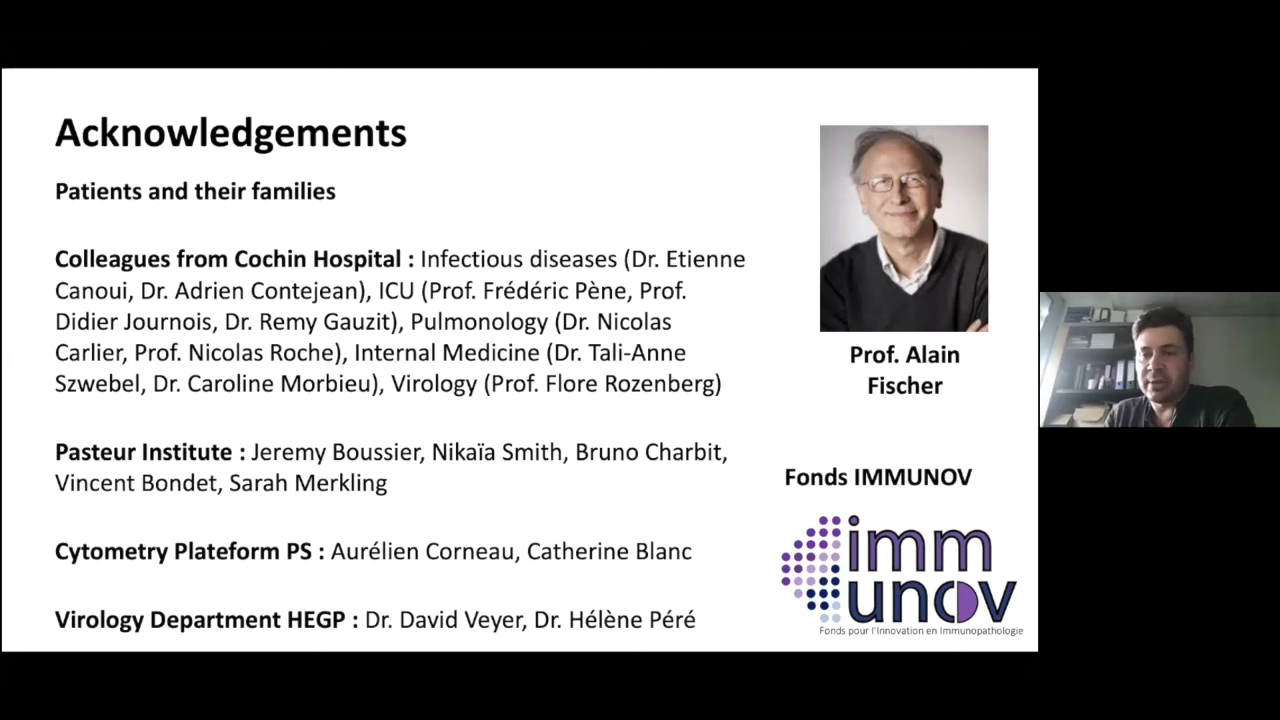 Acknowledgements
Patients and their families
Colleagues from Cochin Hospital : Infectious diseases (Dr. Etienne
Canoui, Dr. Adrien Contejean), ICU (Prof. Frédéric Pène, Prof.
Didier Journois, Dr. Remy Gauzit), Pulmonology (Dr. Nicolas
Carlier, Prof. Nicolas Roche), Internal Medicine (Dr. Tali-Anne
Szwebel, Dr. Caroline Morbieu), Virology (Prof. Flore Rozenberg)
Pasteur Institute : Jeremy Boussier, Nikaïa Smith, Bruno Charbit,
Vincent Bondet, Sarah Merkling
Cytometry Plateform PS : Aurélien Corneau, Catherine Blanc
Virology Department HEGP : Dr. David Veyer, Dr. Hélène Péré
Prof. Alain
Fischer
Fonds IMMUNOV
imm
unov
Fonds pour l'Innovation en Immunopathologie